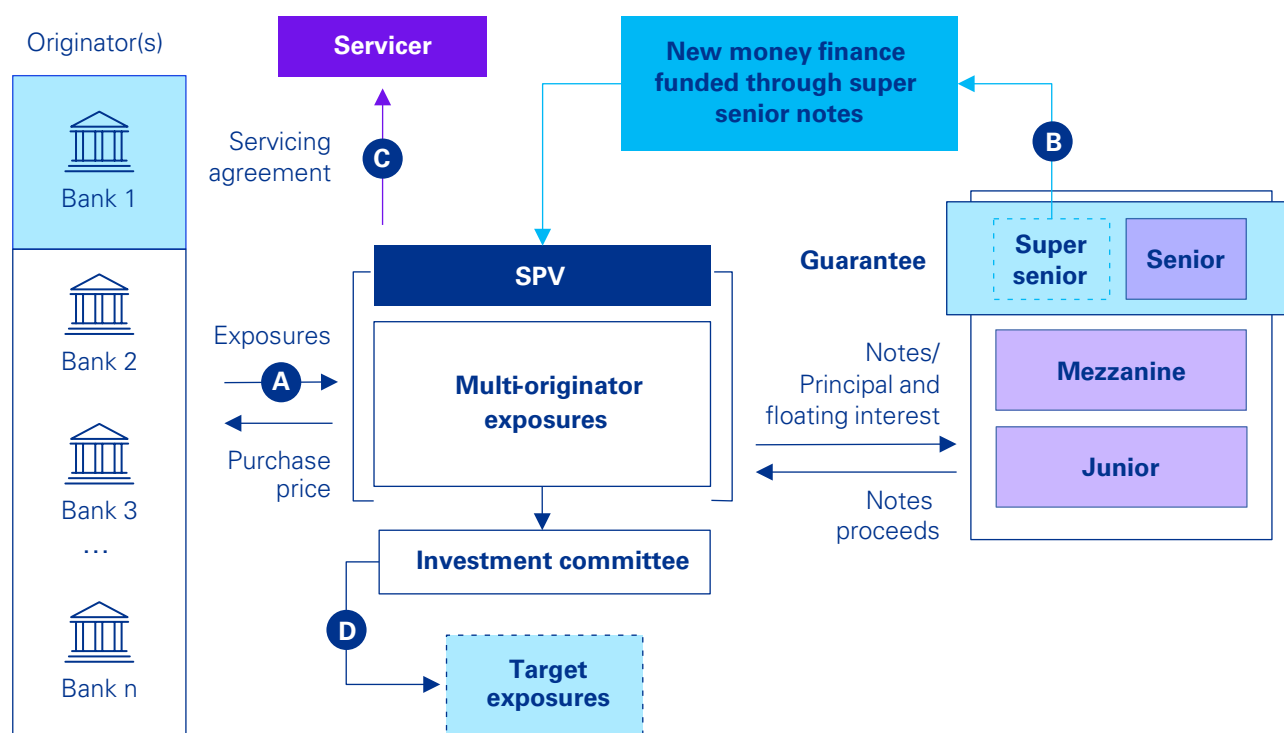 Originator(s)
Bank 1
Bank 2
Bank 3
...
Bank n
Servicer
Servicing
agreement
C
New money finance
funded through super
senior notes
B
Exposures
A
Purchase
price
SPV
Multi-originator
exposures
Investment committee
D
Target
exposures
Guarantee
Super
senior
Senior
Mezzanine
Junior
Notes/
Principal and
floating interest
Notes
proceeds